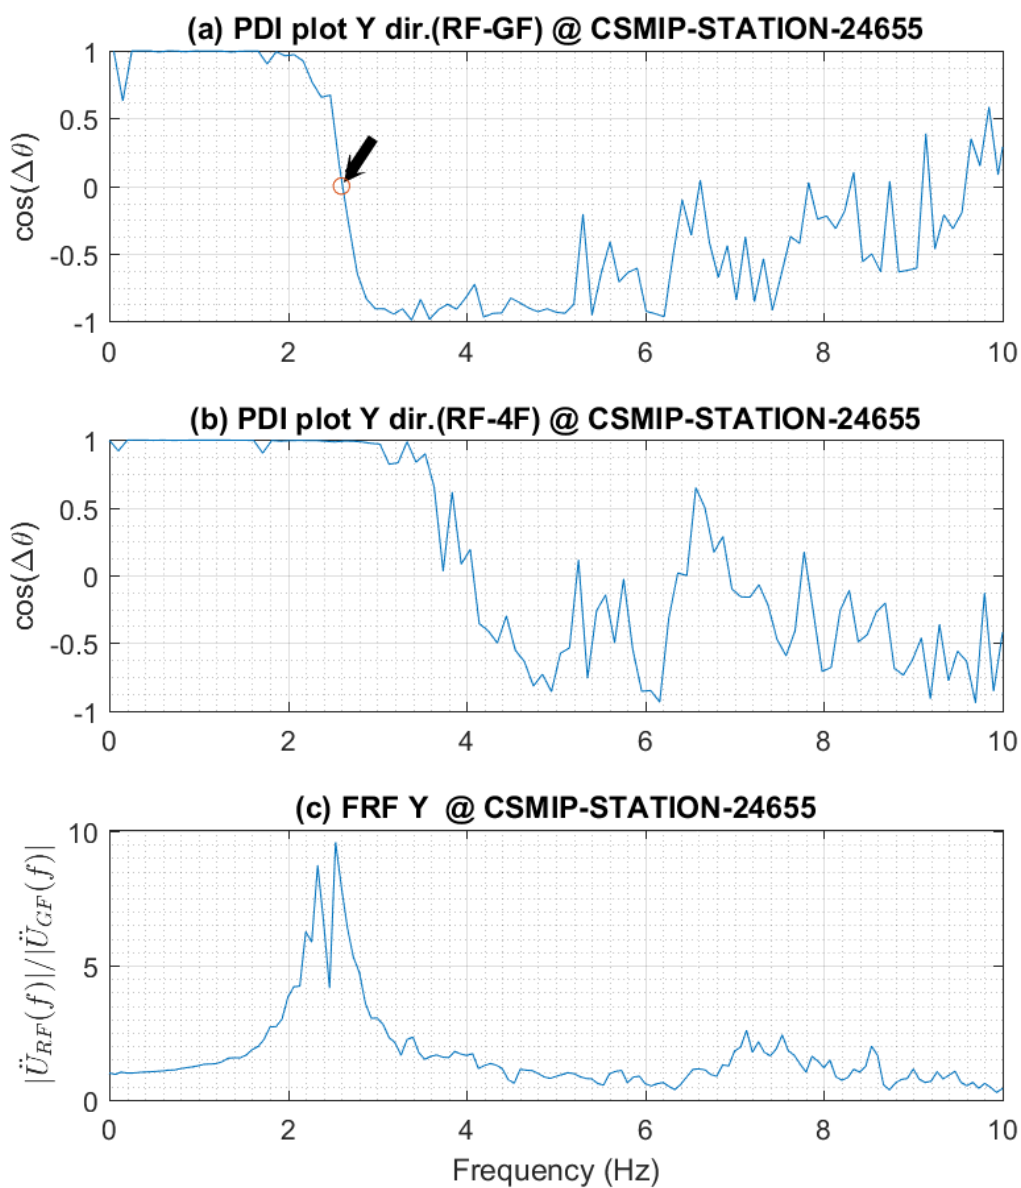 (a) PDI plot Y dir.(RF-GF) @ CSMIP-STATION-24655
cos(Δθ)
1
0.5
0
-0.5
-1
0 2 4 6 8 10
(b) PDI plot Y dir.(RF-4F) @ CSMIP-STATION-24655
cos(Δθ)
1
0.5
0
-0.5
-1
0 2 4 6 8 10
(c) FRF Y @ CSMIP-STATION-24655
|Ü_RF(f)|/|Ü_GF(f)|
10
5
0
0 2 4 6 8 10
Frequency (Hz)